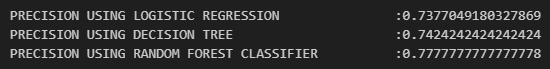 PRECISION USING LOGISTIC REGRESSION :0.7377049180327869
PRECISION USING DECISION TREE :0.7424242424242424
PRECISION USING RANDOM FOREST CLASSIFIER :0.7777777777777778